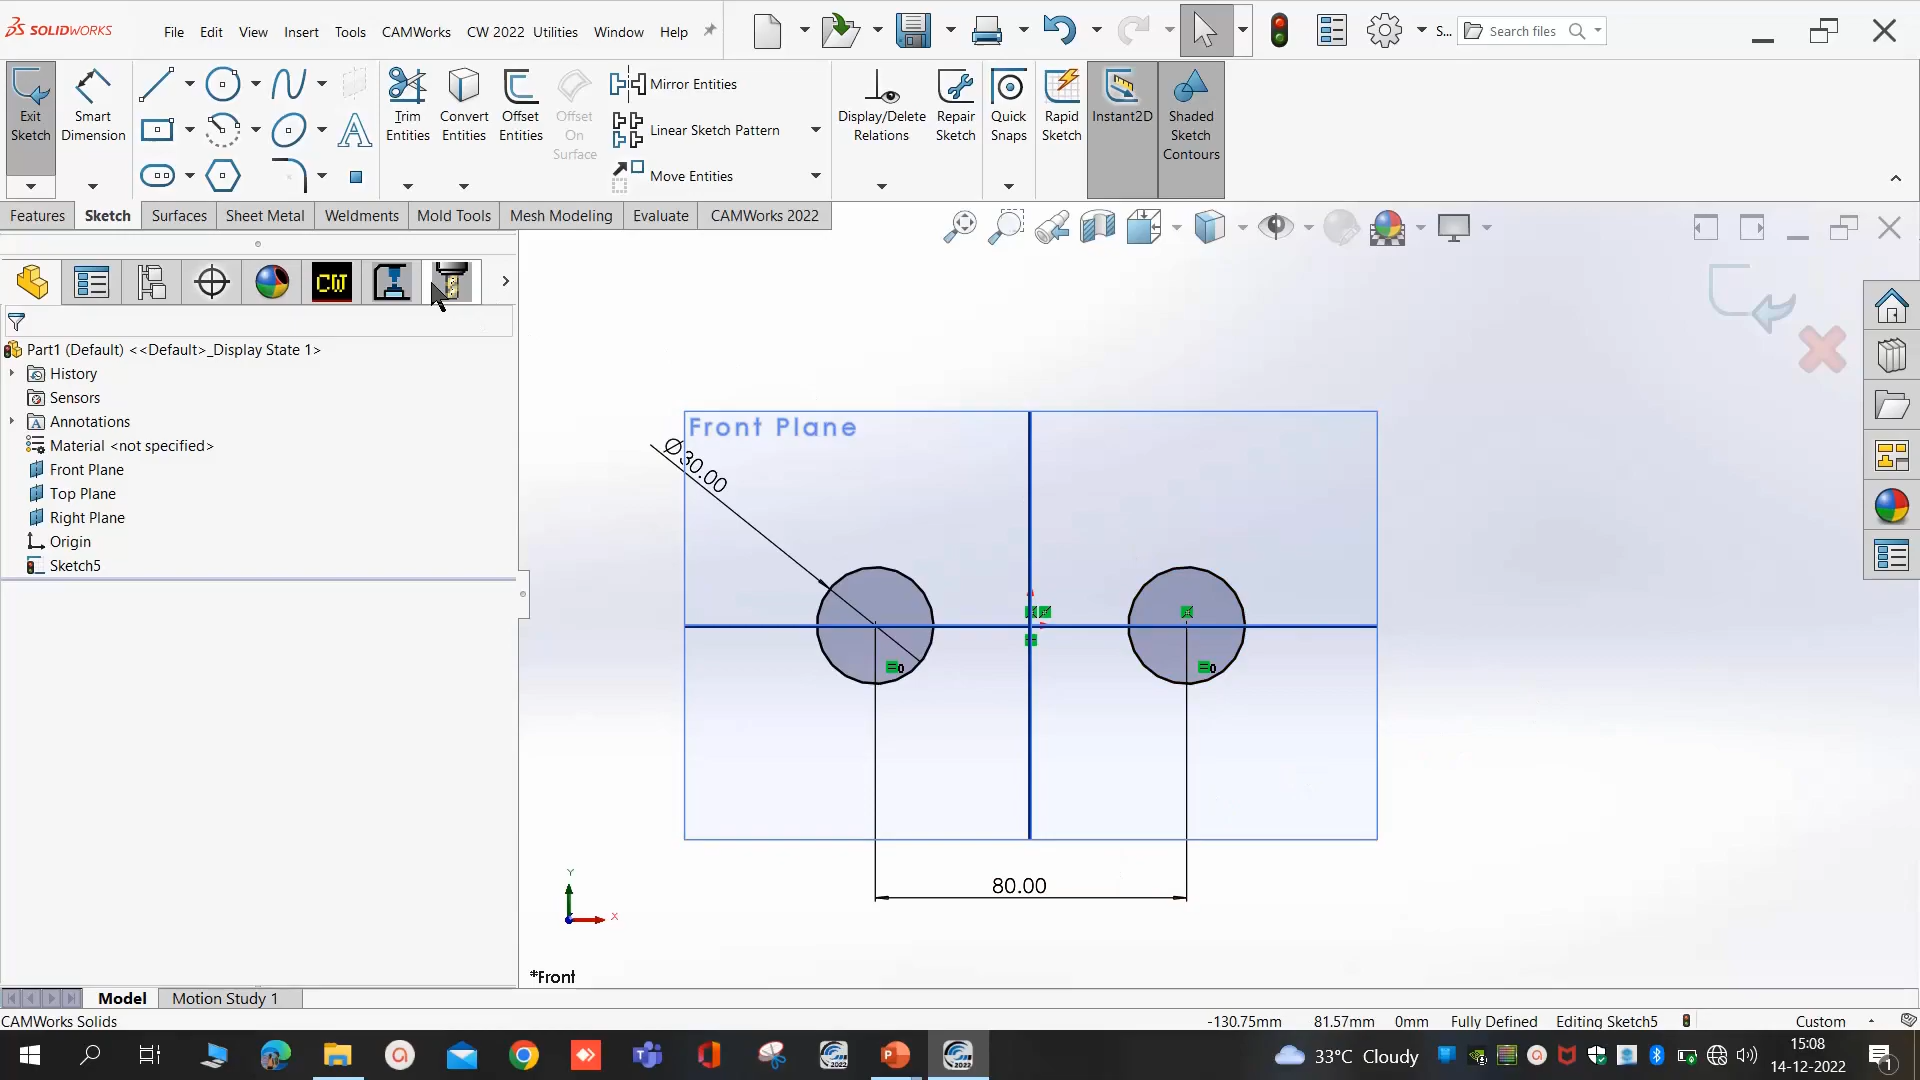 SOLIDWORKS
File Edit View Insert Tools CAMWorks CW 2022 Utilities Window Help
S... Search files
Exit Sketch
Smart Dimension
Trim Entities
Convert Entities
Offset Entities
Offset On Surface
Mirror Entities
Linear Sketch Pattern
Move Entities
Display/Delete Relations
Repair Sketch
Quick Snaps
Rapid Sketch
Instant2D
Shaded Sketch Contours
Features Sketch Surfaces Sheet Metal Weldments Mold Tools Mesh Modeling Evaluate CAMWorks 2022
CW
Part1 (Default) <<Default>_Display State 1>
History
Sensors
Annotations
Material <not specified>
Front Plane
Top Plane
Right Plane
Origin
Sketch5
Front Plane
Ø30.00
80.00
Y
X
*Front
Model Motion Study 1
CAMWorks Solids
-130.75mm 81.57mm 0mm Fully Defined Editing Sketch5 Custom
33°C Cloudy
15:08
14-12-2022
1